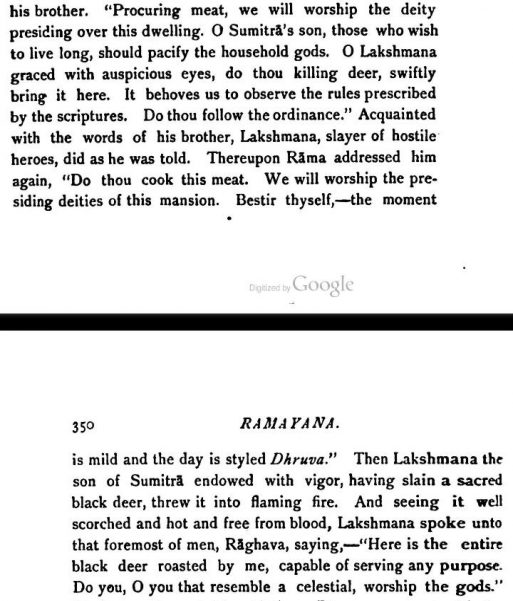 his brother. “Procuring meat, we will worship the deity
presiding over this dwelling. O Sumitrā’s son, those who wish
to live long, should pacify the household gods. O Lakshmana
graced with auspicious eyes, do thou killing deer, swiftly
bring it here. It behoves us to observe the rules prescribed
by the scriptures. Do thou follow the ordinance.” Acquainted
with the words of his brother, Lakshmana, slayer of hostile
heroes, did as he was told. Thereupon Rāma addressed him
again, “Do thou cook this meat. We will worship the pre-
siding deities of this mansion. Bestir thyself,—the moment
Digitized by Google
350 RAMAYANA.
is mild and the day is styled Dhruva.” Then Lakshmana the
son of Sumitrā endowed with vigor, having slain a sacred
black deer, threw it into flaming fire. And seeing it well
scorched and hot and free from blood, Lakshmana spoke unto
that foremost of men, Rāghava, saying,—“Here is the entire
black deer roasted by me, capable of serving any purpose.
Do you, O you that resemble a celestial, worship the gods.”